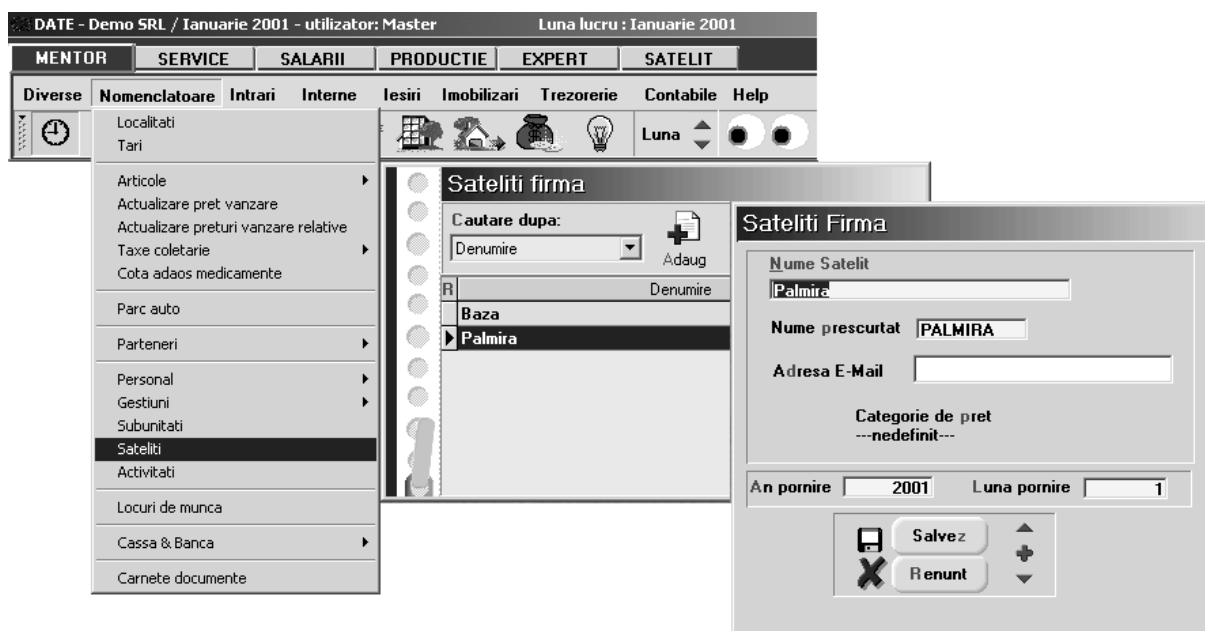 DATE - Demo SRL / Ianuarie 2001 - utilizator: Master Luna lucru : Ianuarie 2001
MENTOR SERVICE SALARII PRODUCTIE EXPERT SATELIT
Diverse Nomenclatoare Intrari Interne Iesiri Imobilizari Trezorerie Contabile Help
Luna
Localitati
Tari
Articole
Actualizare pret vanzare
Actualizare preturi vanzare relative
Taxe coletarie
Cota adaos medicamente
Parc auto
Parteneri
Personal
Gestiuni
Subunitati
Sateliti
Activitati
Locuri de munca
Cassa & Banca
Carnete documente
Sateliti firma
Cautare dupa:
Denumire
Adaug
R Denumire
Baza
Palmira
Sateliti Firma
Nume Satelit
Palmira
Nume prescurtat PALMIRA
Adresa E-Mail
Categorie de pret
---nedefinit---
An pornire 2001 Luna pornire 1
Salvez
Renunt